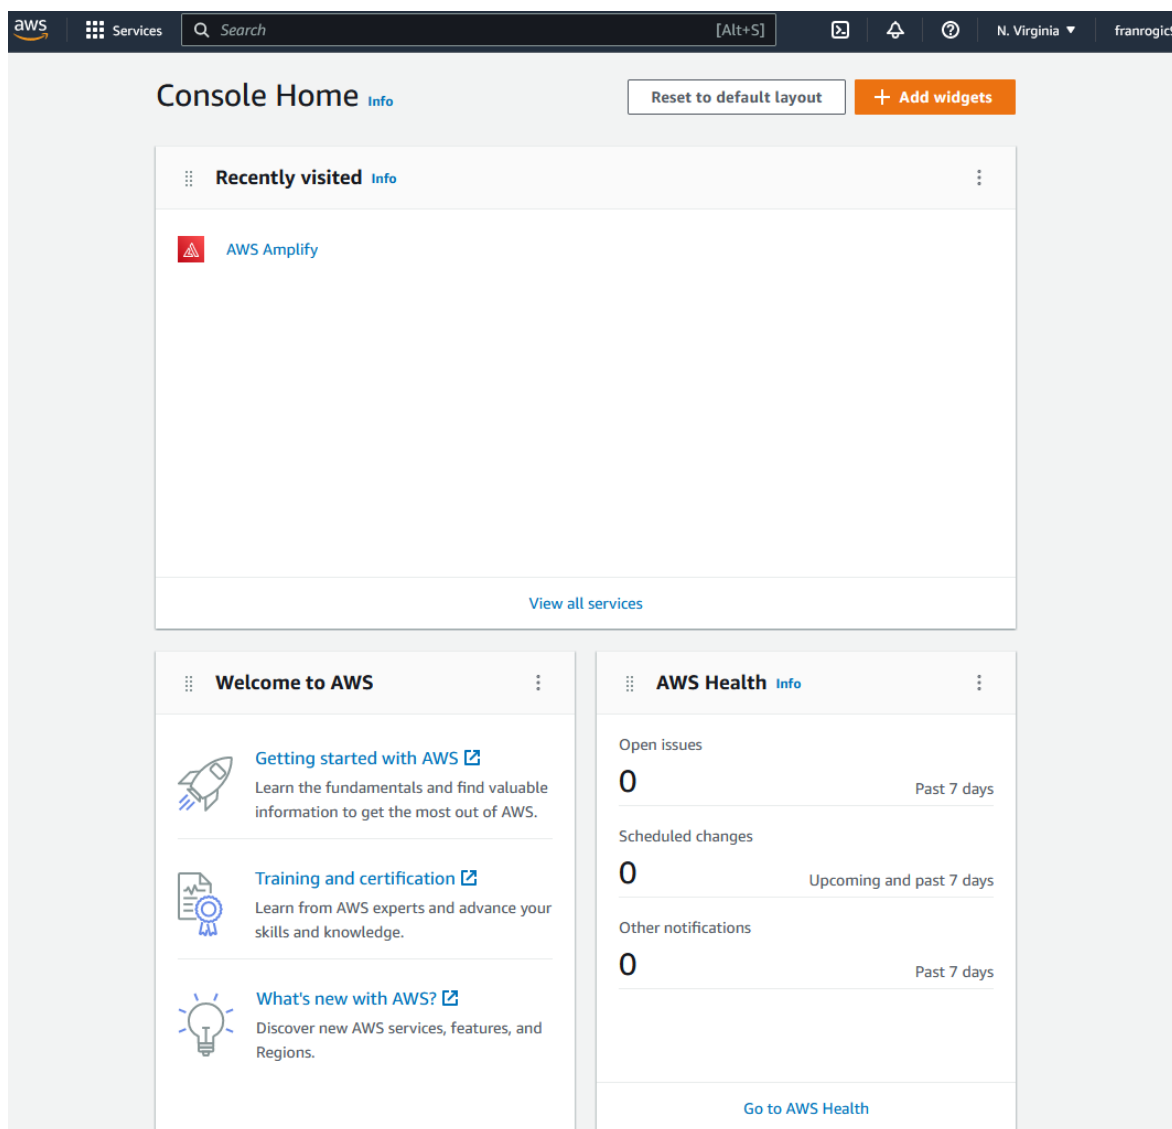 aws Services Search [Alt+S] N. Virginia ▼ franrogic
Console Home Info Reset to default layout + Add widgets
Recently visited Info
AWS Amplify
View all services
Welcome to AWS
Getting started with AWS
Learn the fundamentals and find valuable
information to get the most out of AWS.
Training and certification
Learn from AWS experts and advance your
skills and knowledge.
What's new with AWS?
Discover new AWS services, features, and
Regions.
AWS Health Info
Open issues
0 Past 7 days
Scheduled changes
0 Upcoming and past 7 days
Other notifications
0 Past 7 days
Go to AWS Health